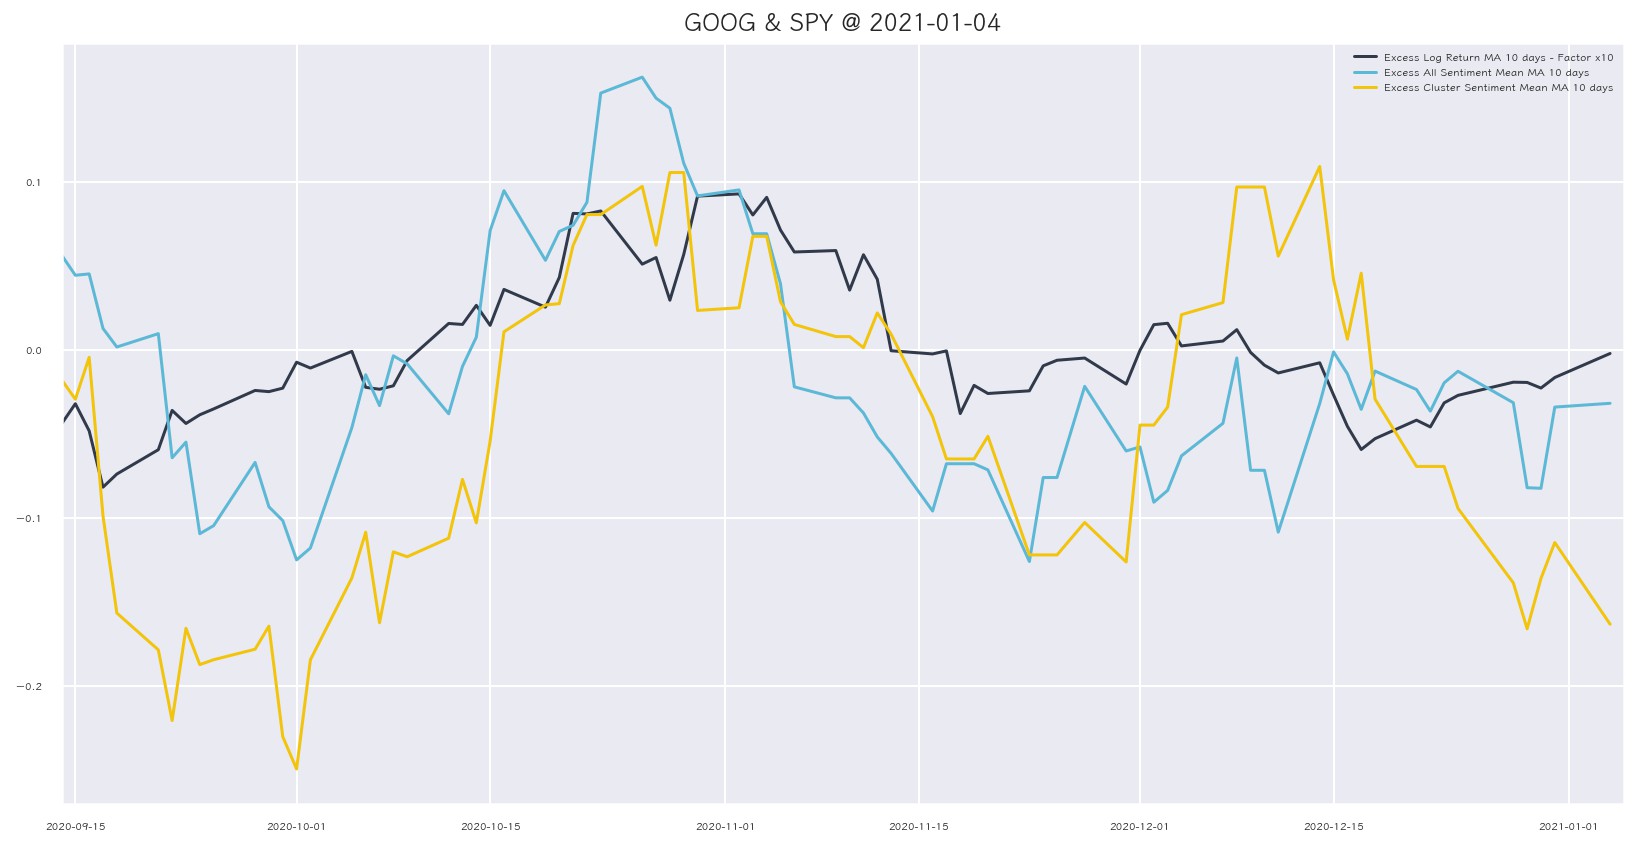 GOOG & SPY @ 2021-01-04
Excess Log Return MA 10 days - Factor x10
Excess All Sentiment Mean MA 10 days
Excess Cluster Sentiment Mean MA 10 days
0.1
0.0
−0.1
−0.2
2020-09-15 2020-10-01 2020-10-15 2020-11-01 2020-11-15 2020-12-01 2020-12-15 2021-01-01